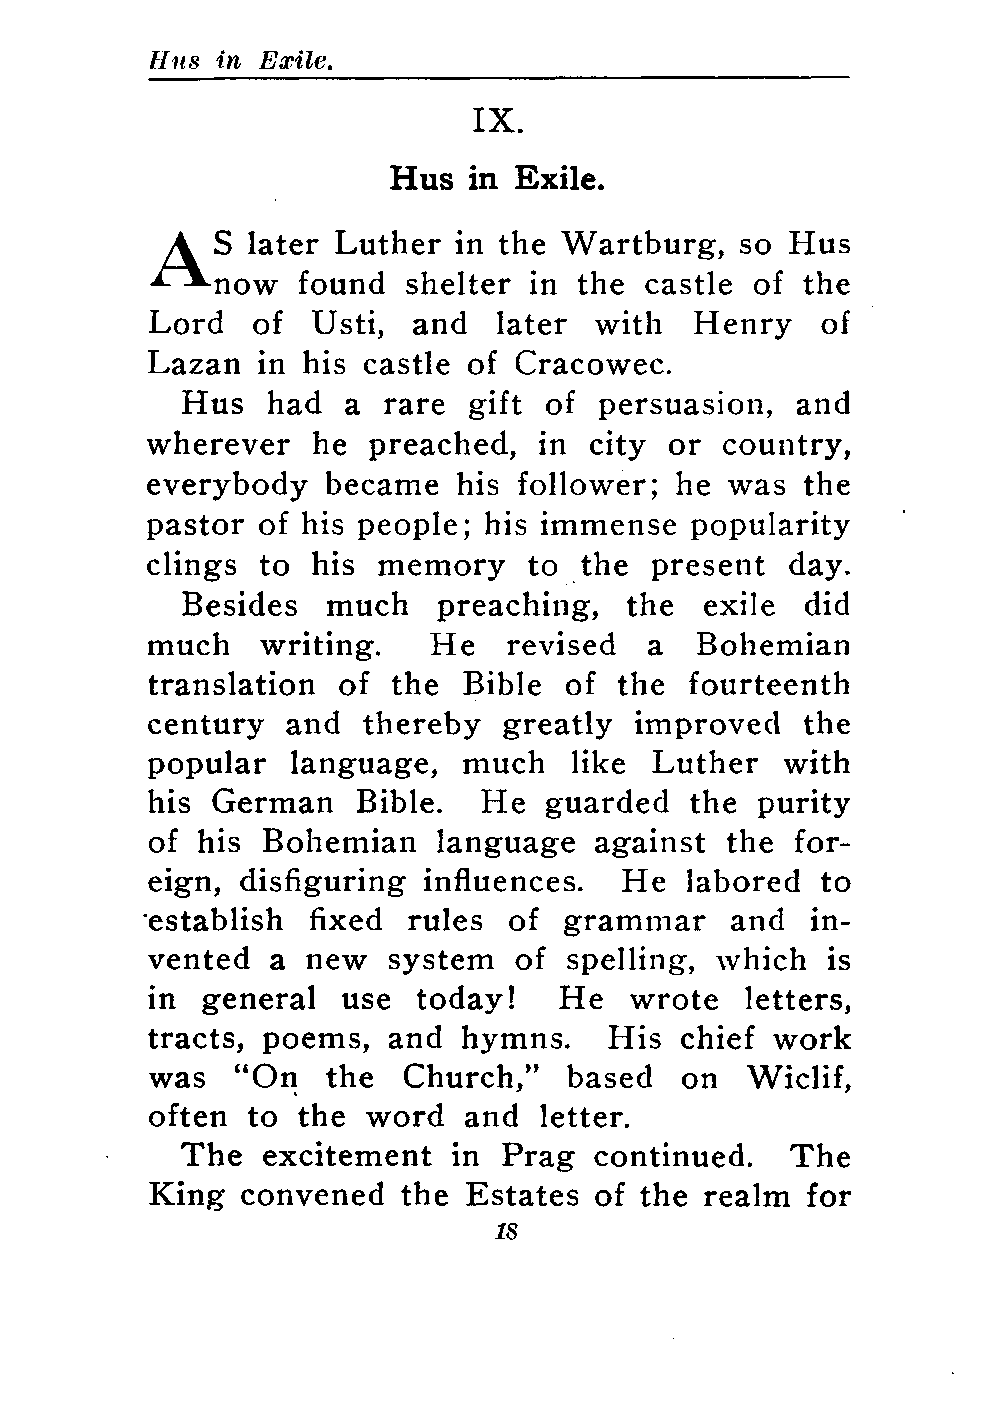 Hus in Exile.
IX.
Hus in Exile.
AS later Luther in the Wartburg, so Hus
now found shelter in the castle of the
Lord of Usti, and later with Henry of
Lazan in his castle of Cracowec.
Hus had a rare gift of persuasion, and
wherever he preached, in city or country,
everybody became his follower; he was the
pastor of his people; his immense popularity
clings to his memory to the present day.
Besides much preaching, the exile did
much writing. He revised a Bohemian
translation of the Bible of the fourteenth
century and thereby greatly improved the
popular language, much like Luther with
his German Bible. He guarded the purity
of his Bohemian language against the for-
eign, disfiguring influences. He labored to
establish fixed rules of grammar and in-
vented a new system of spelling, which is
in general use today! He wrote letters,
tracts, poems, and hymns. His chief work
was "On the Church," based on Wiclif,
often to the word and letter.
The excitement in Prag continued. The
King convened the Estates of the realm for
18